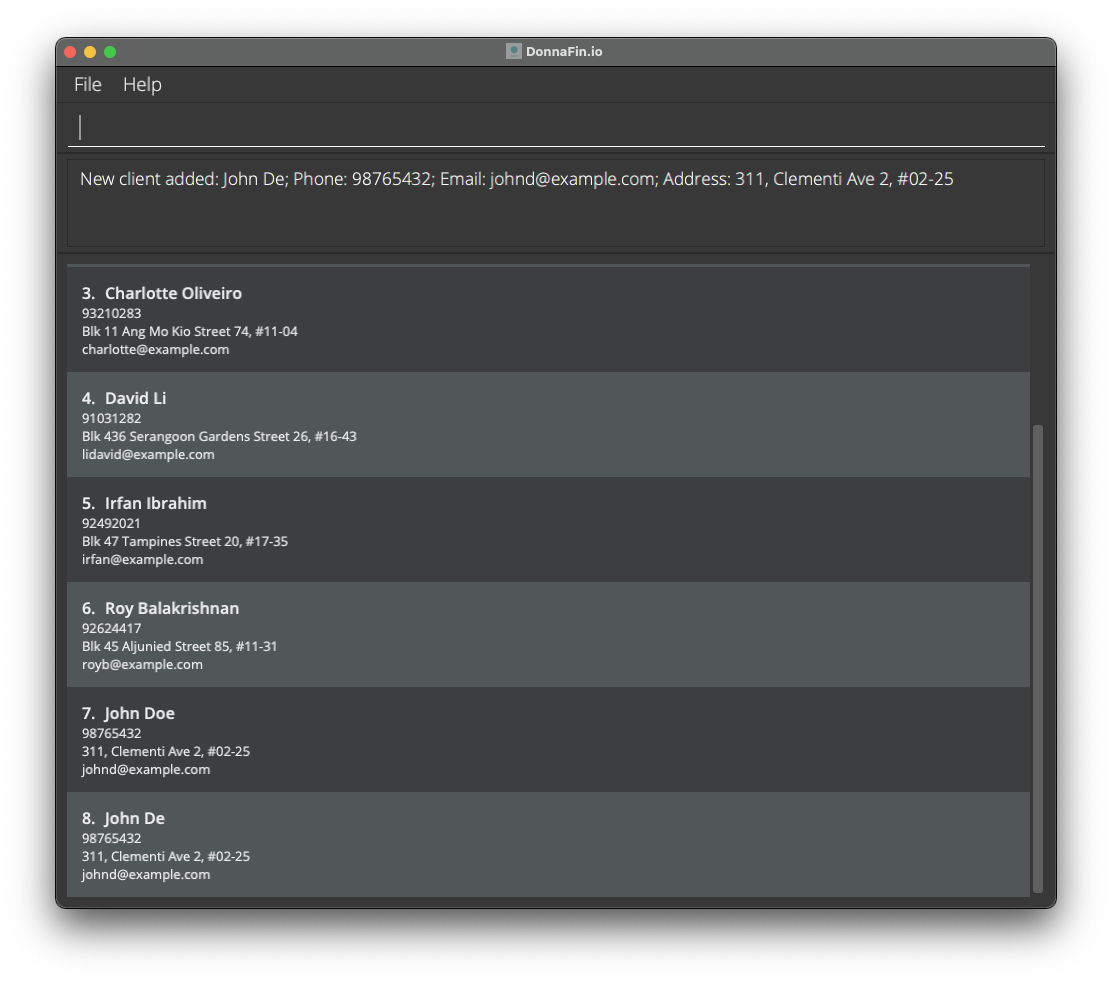 DonnaFin.io
File Help
New client added: John De; Phone: 98765432; Email: johnd@example.com; Address: 311, Clementi Ave 2, #02-25
3. Charlotte Oliveiro
93210283
Blk 11 Ang Mo Kio Street 74, #11-04
charlotte@example.com
4. David Li
91031282
Blk 436 Serangoon Gardens Street 26, #16-43
lidavid@example.com
5. Irfan Ibrahim
92492021
Blk 47 Tampines Street 20, #17-35
irfan@example.com
6. Roy Balakrishnan
92624417
Blk 45 Aljunied Street 85, #11-31
royb@example.com
7. John Doe
98765432
311, Clementi Ave 2, #02-25
johnd@example.com
8. John De
98765432
311, Clementi Ave 2, #02-25
johnd@example.com